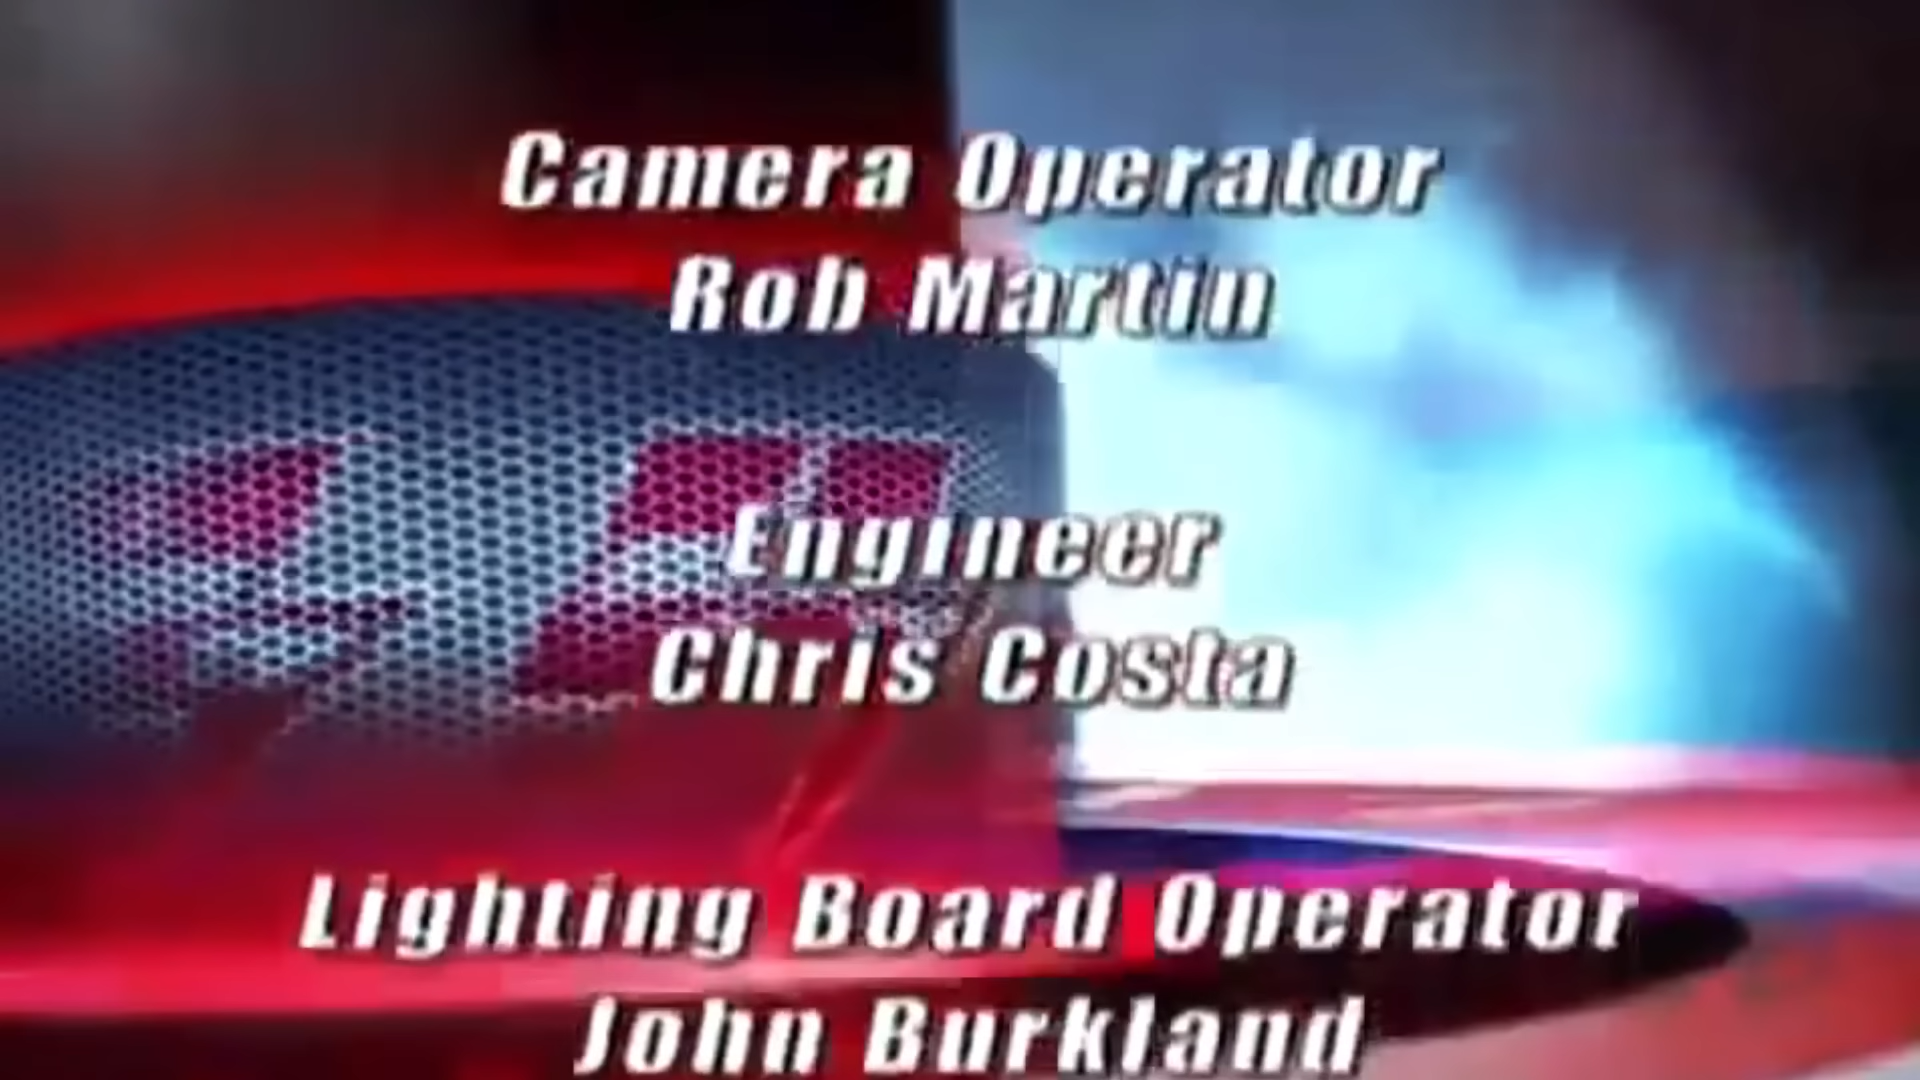 Camera Operator
Rob Martin
Engineer
Chris Costa
Lighting Board Operator
John Burkland